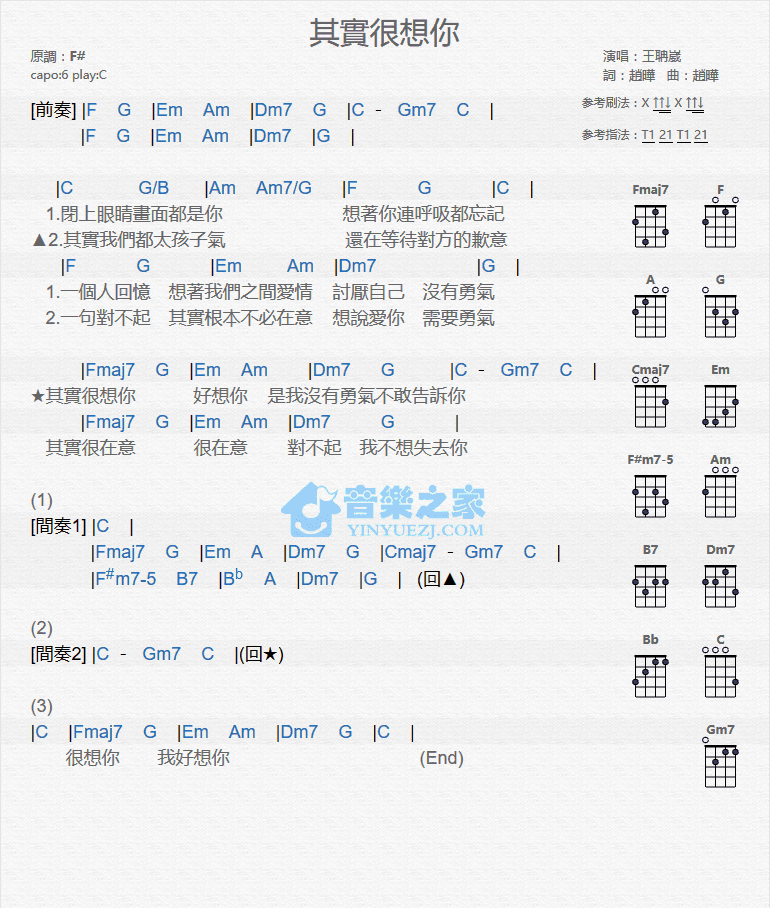 其實很想你
原調：F#
capo:6 play:C
演唱：王聃崴
詞：趙曄 曲：趙曄
参考刷法：X ↑↑↓ X ↑↑↓
参考指法：T1 21 T1 21
[前奏] |F G |Em Am |Dm7 G |C - Gm7 C |
|F G |Em Am |Dm7 |G |
|C G/B |Am Am7/G |F G |C |
1.閉上眼睛畫面都是你 想著你連呼吸都忘記
▲2.其實我們都太孩子氣 還在等待對方的歉意
|F G |Em Am |Dm7 |G |
1.一個人回憶 想著我們之間愛情 討厭自己 沒有勇氣
2.一句對不起 其實根本不必在意 想說愛你 需要勇氣
|Fmaj7 G |Em Am |Dm7 G |C - Gm7 C |
★其實很想你 好想你 是我沒有勇氣不敢告訴你
|Fmaj7 G |Em Am |Dm7 G |
其實很在意 很在意 對不起 我不想失去你
(1)
[間奏1] |C |
|Fmaj7 G |Em A |Dm7 G |Cmaj7 - Gm7 C |
|F#m7-5 B7 |Bb A |Dm7 |G | (回▲)
(2)
[間奏2] |C - Gm7 C |(回★)
(3)
|C |Fmaj7 G |Em Am |Dm7 G |C |
很想你 我好想你 (End)
Fmaj7 F
A G
Cmaj7 Em
F#m7-5 Am
B7 Dm7
Bb C
Gm7
音樂之家
YINYUEZJ.COM